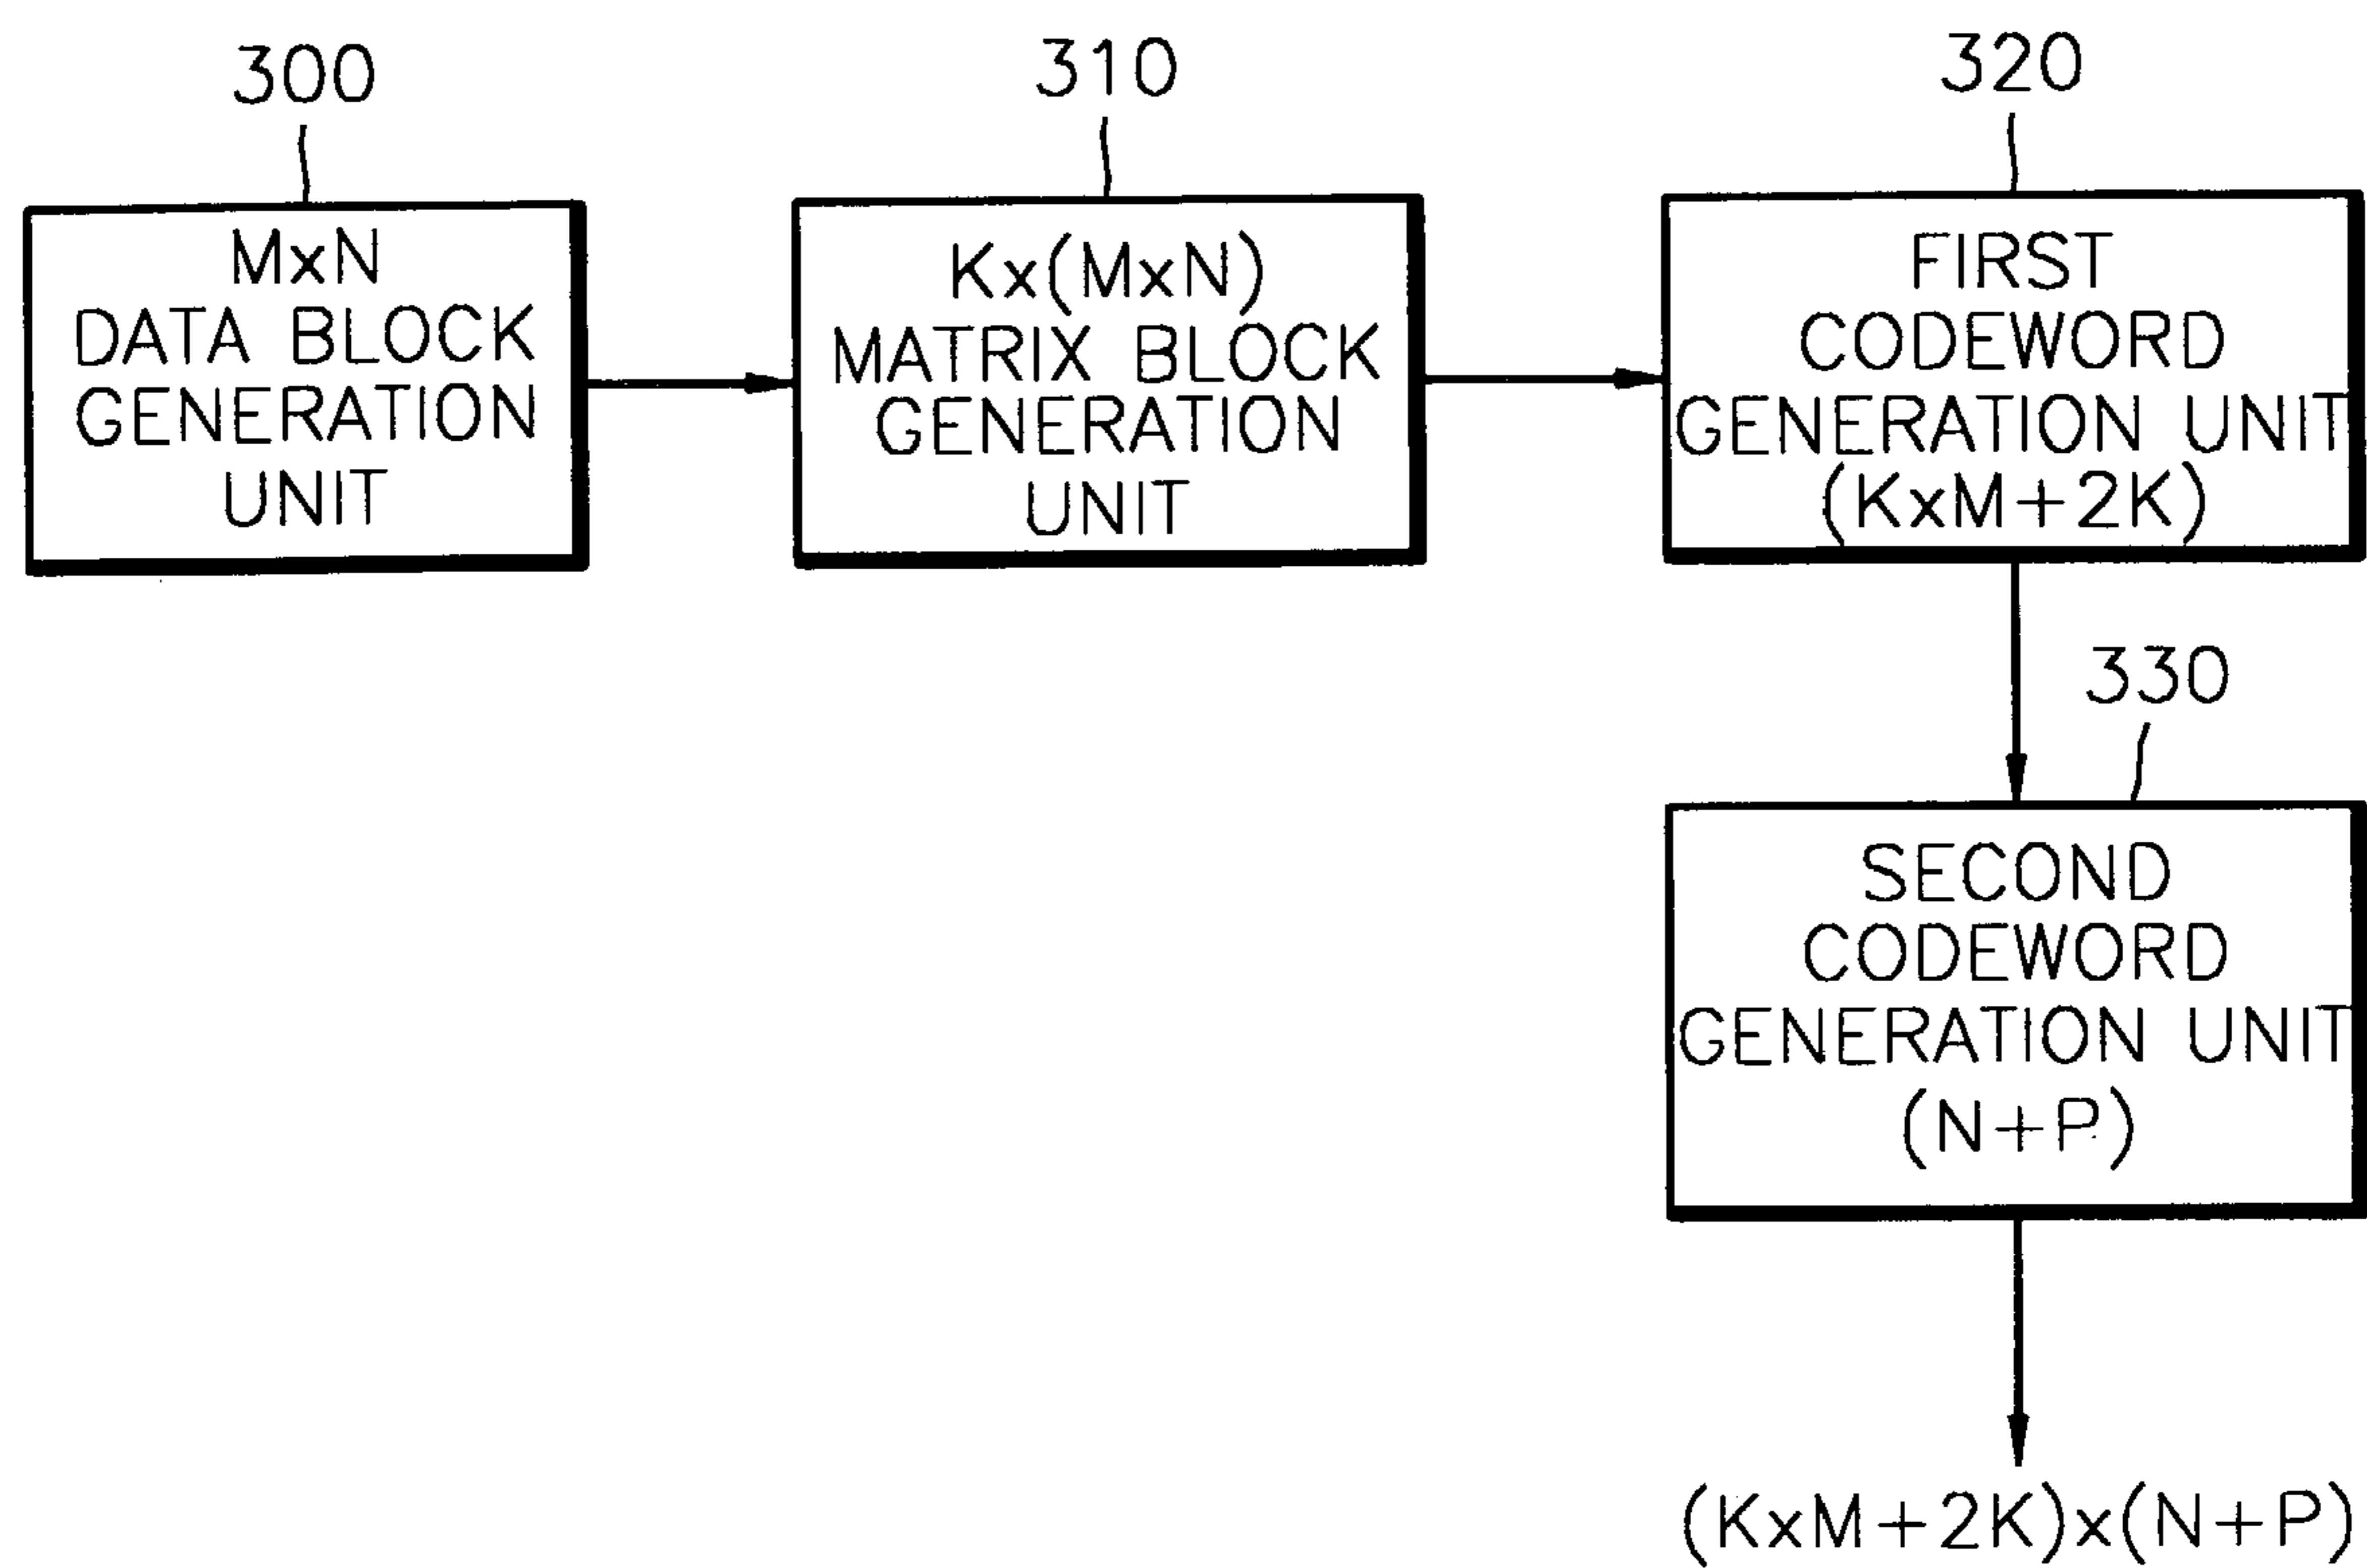 300
MxN
DATA BLOCK
GENERATION
UNIT
310
Kx(MxN)
MATRIX BLOCK
GENERATION
UNIT
320
FIRST
CODEWORD
GENERATION UNIT
(KxM+2K)
330
SECOND
CODEWORD
GENERATION UNIT
(N+P)
(KxM+2K)x(N+P)